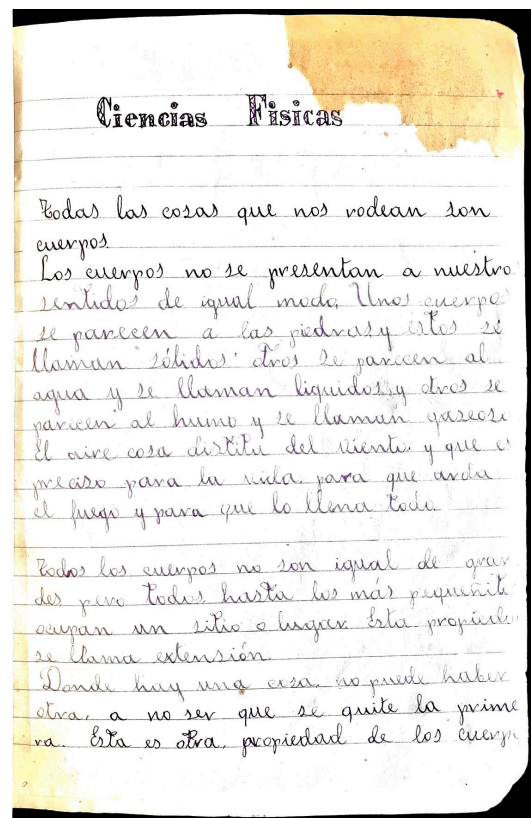 Ciencias Fisicas
Todas las cosas que nos rodean son
cuerpos
Los cuerpos no se presentan a nuestro
sentidos de igual modo. Unos cuerpo
se parecen a las piedras y éstos se
llaman sólidos: otros se parecen al
agua y se llaman liquidos, y otros se
parecen al humo y se llaman gaseoso
El aire cosa del viento y que e
preciso para la vida, para que arda
el fuego y para que lo llena todo.
Todos los cuerpos no son igual de gran
des pero todos hasta los más pequeñit
ocupan un sitio o lugar. Esta propied
se llama extensión.
Donde hay una cosa, no puede haber
otra, a no ser que se quite la prime
ra. Esta es otra, propiedad de los cuerp